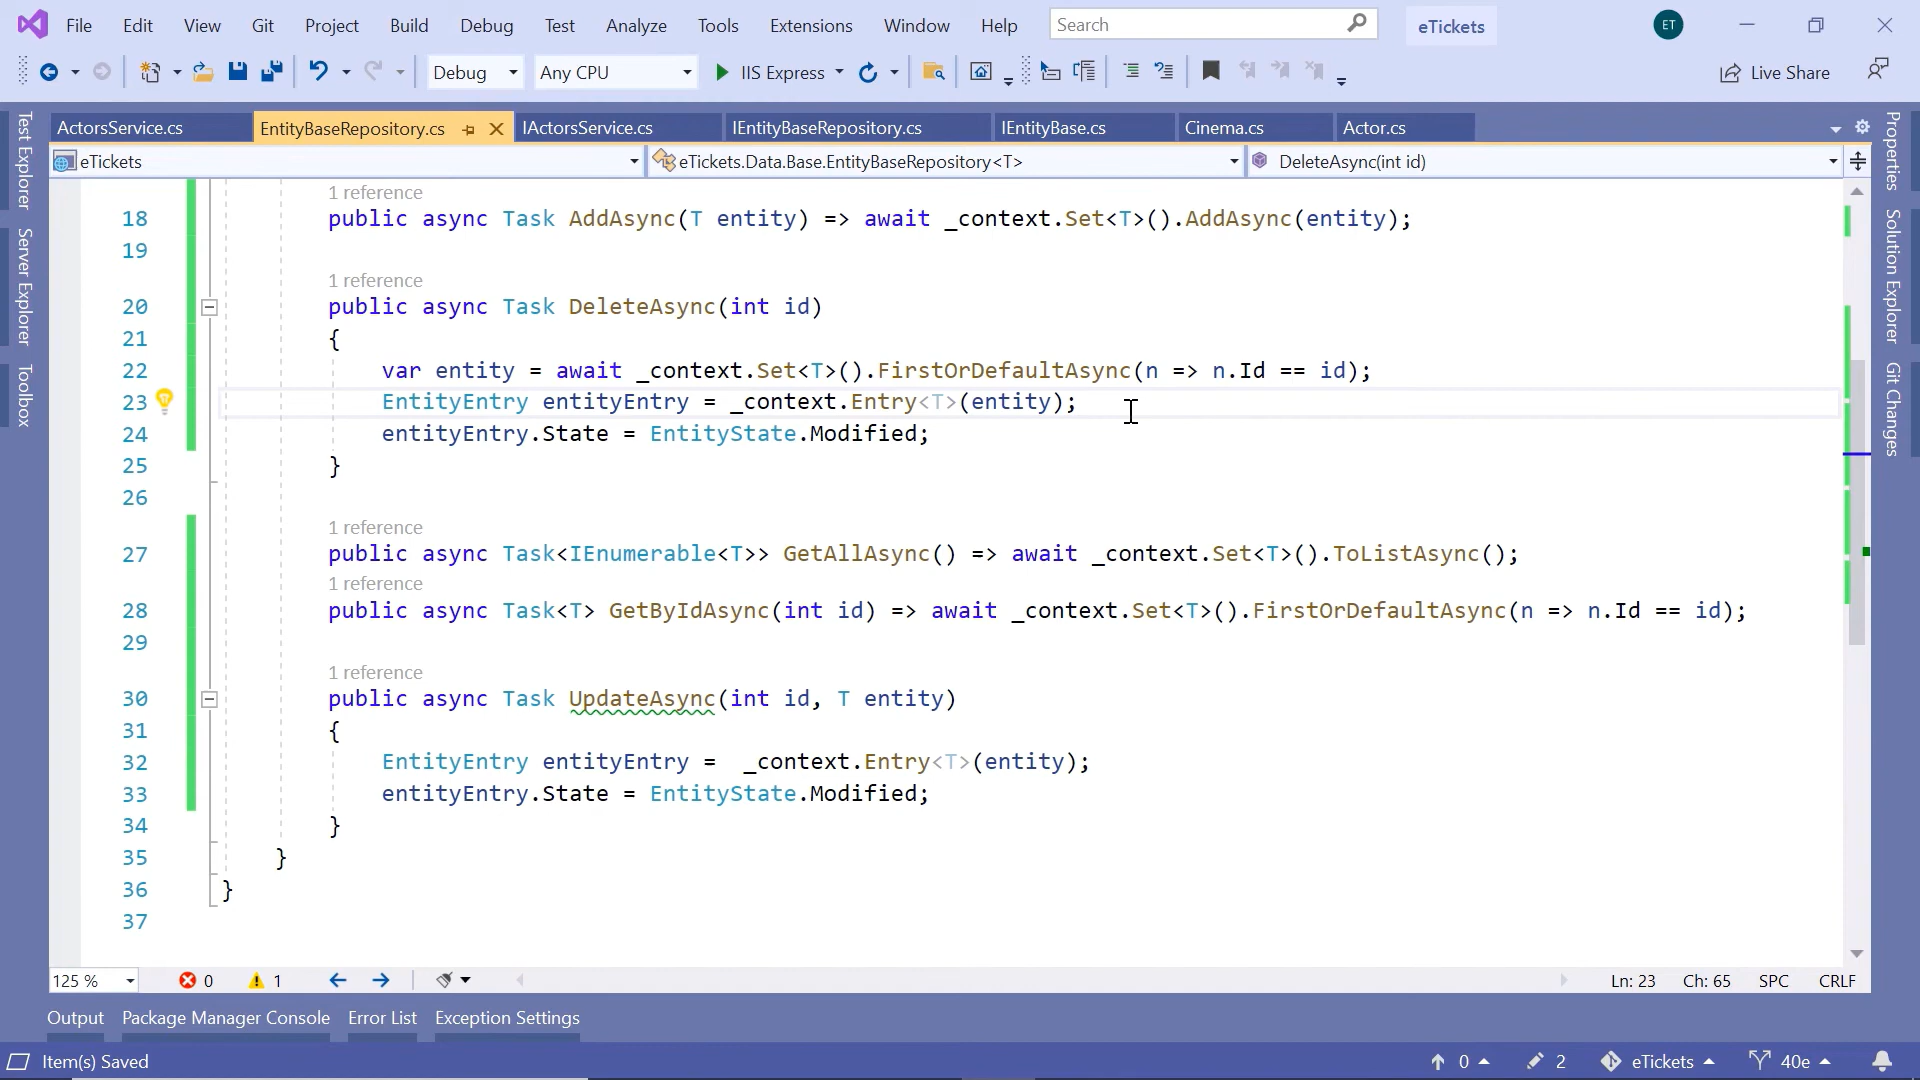 File Edit View Git Project Build Debug Test Analyze Tools Extensions Window Help Search eTickets ET
Debug Any CPU IIS Express Live Share
ActorsService.cs EntityBaseRepository.cs IActorsService.cs IEntityBaseRepository.cs IEntityBase.cs Cinema.cs Actor.cs
eTickets eTickets.Data.Base.EntityBaseRepository<T> DeleteAsync(int id)
Test Explorer
Server Explorer
Toolbox
1 reference
18 public async Task AddAsync(T entity) => await _context.Set<T>().AddAsync(entity);
19
1 reference
20 public async Task DeleteAsync(int id)
21 {
22 var entity = await _context.Set<T>().FirstOrDefaultAsync(n => n.Id == id);
23 EntityEntry entityEntry = _context.Entry<T>(entity);
24 entityEntry.State = EntityState.Modified;
25 }
26
1 reference
27 public async Task<IEnumerable<T>> GetAllAsync() => await _context.Set<T>().ToListAsync();
1 reference
28 public async Task<T> GetByIdAsync(int id) => await _context.Set<T>().FirstOrDefaultAsync(n => n.Id == id);
29
1 reference
30 public async Task UpdateAsync(int id, T entity)
31 {
32 EntityEntry entityEntry = _context.Entry<T>(entity);
33 entityEntry.State = EntityState.Modified;
34 }
35 }
36 }
37
Properties
Solution Explorer
Git Changes
125 % 0 1 Ln: 23 Ch: 65 SPC CRLF
Output Package Manager Console Error List Exception Settings
Item(s) Saved 0 2 eTickets 40e